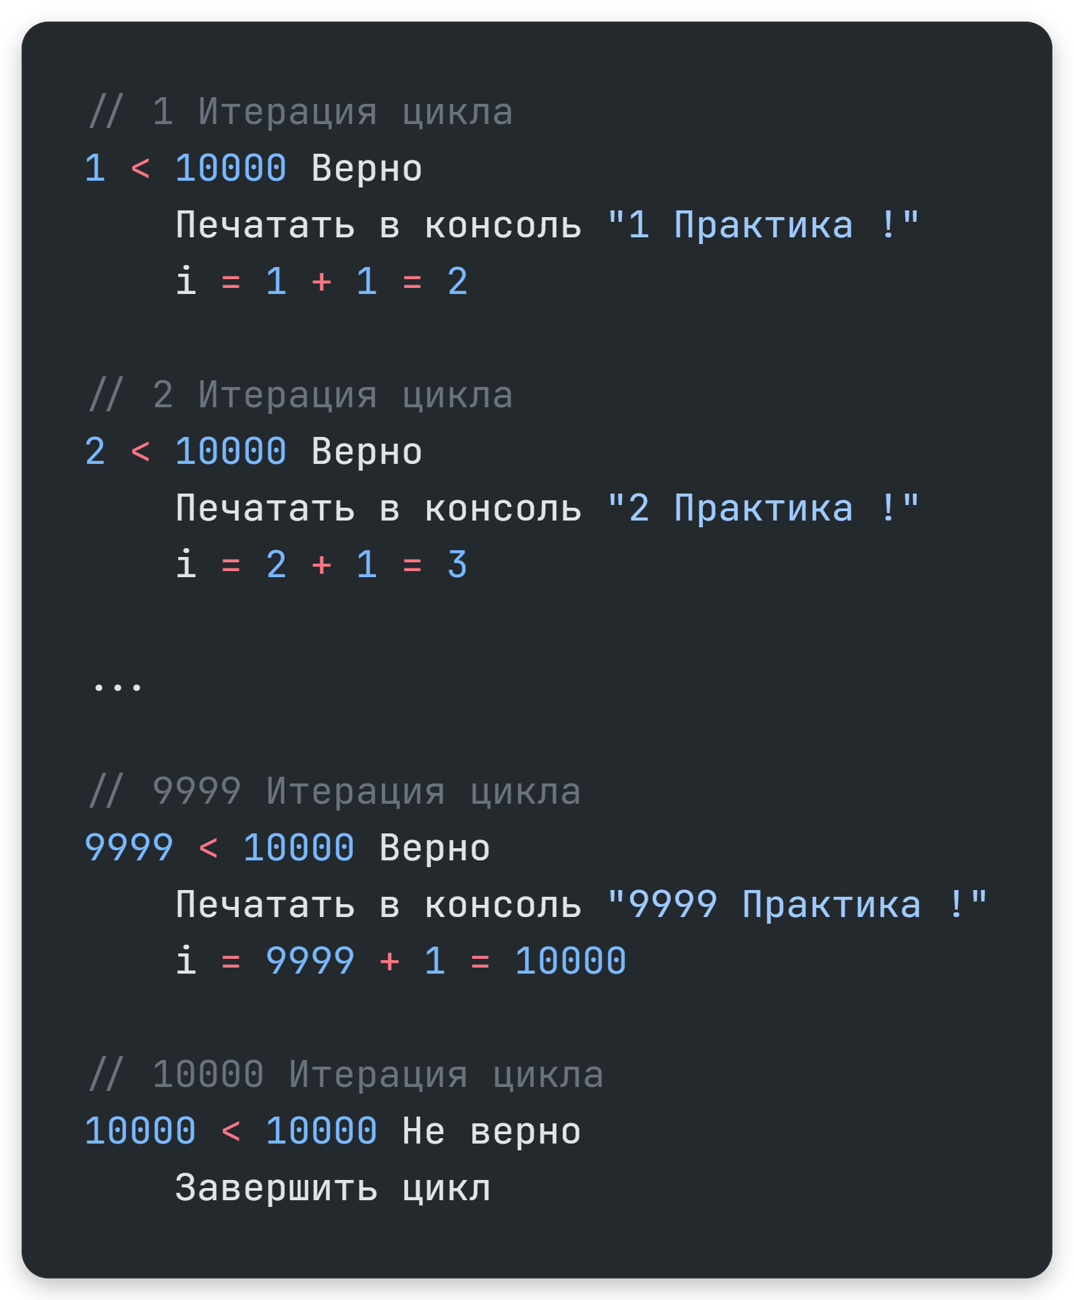 // 1 Итерация цикла
1 < 10000 Верно
    Печатать в консоль "1 Практика !"
    i = 1 + 1 = 2
// 2 Итерация цикла
2 < 10000 Верно
    Печатать в консоль "2 Практика !"
    i = 2 + 1 = 3
...
// 9999 Итерация цикла
9999 < 10000 Верно
    Печатать в консоль "9999 Практика !"
    i = 9999 + 1 = 10000
// 10000 Итерация цикла
10000 < 10000 Не верно
    Завершить цикл